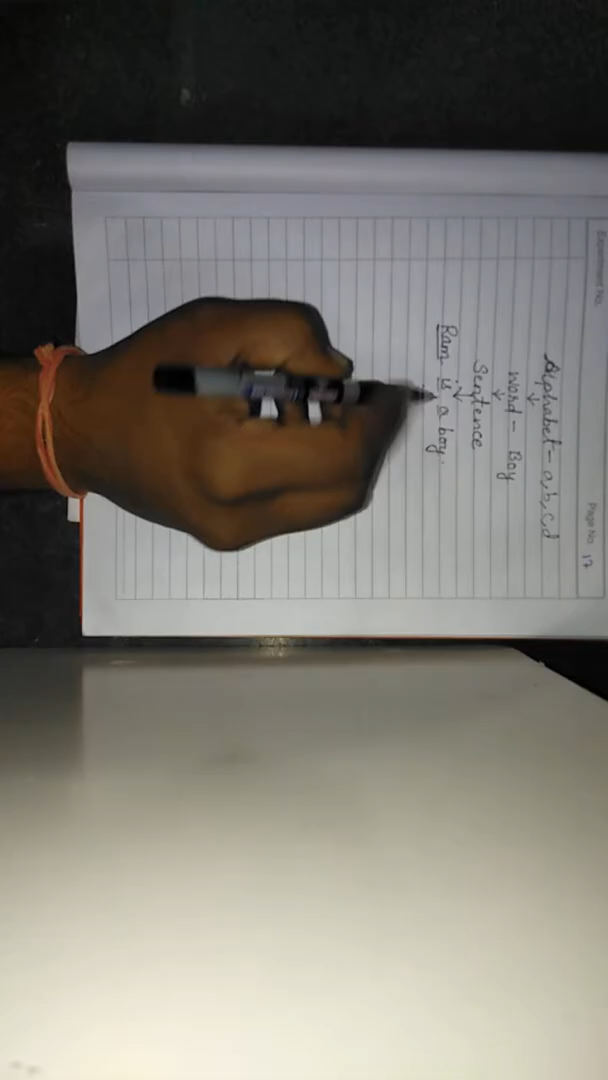 Experiment No.
Page No. 17
Alphabet - a, b, c, d
↓
Word - Boy
↓
Sentence
↓
Ram is a boy.